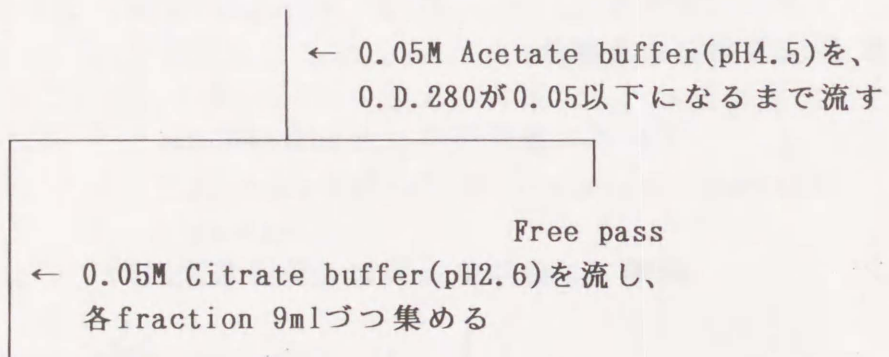 ← 0.05M Acetate buffer(pH4.5)を、
O.D.280が0.05以下になるまで流す
Free pass
← 0.05M Citrate buffer(pH2.6)を流し、
各fraction 9mlづつ集める